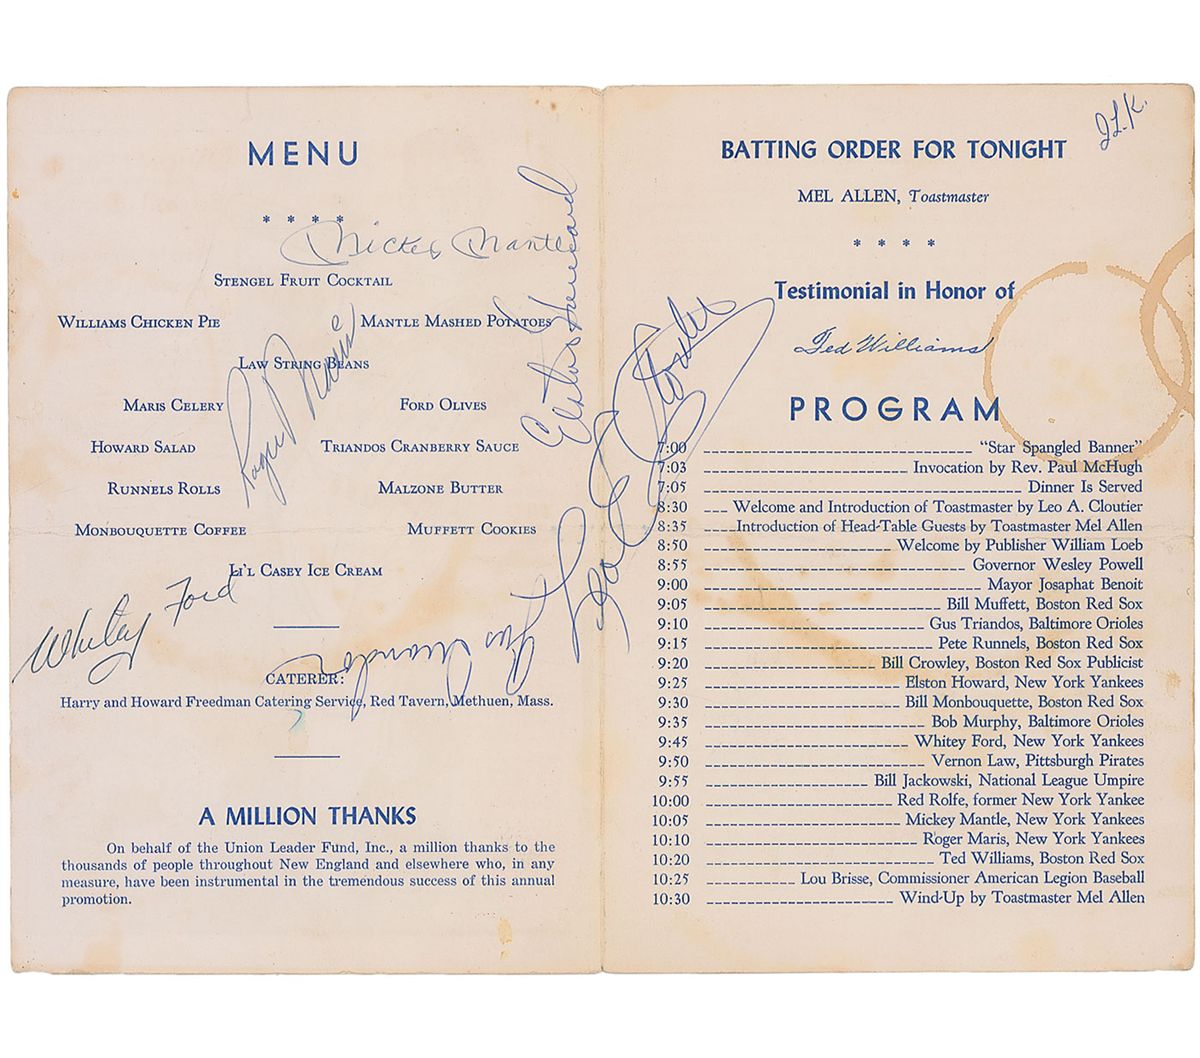 MENU
* * * *
Mickey Mantle
STENGEL FRUIT COCKTAIL
WILLIAMS CHICKEN PIE MANTLE MASHED POTATOES
LAW STRING BEANS
MARIS CELERY FORD OLIVES
HOWARD SALAD TRIANDOS CRANBERRY SAUCE
RUNNELS ROLLS MALZONE BUTTER
MONBOUQUETTE COFFEE MUFFETT COOKIES
LI'L CASEY ICE CREAM
Roger Maris
Elston Howard
Whitey Ford
Gus Triandos
CATERER:
Harry and Howard Freedman Catering Service, Red Tavern, Methuen, Mass.
A MILLION THANKS
On behalf of the Union Leader Fund, Inc., a million thanks to the
thousands of people throughout New England and elsewhere who, in any
measure, have been instrumental in the tremendous success of this annual
promotion.
Leo E Cloutier
J.L.K.
BATTING ORDER FOR TONIGHT
MEL ALLEN, Toastmaster
* * * *
Testimonial in Honor of
Ted Williams
PROGRAM
7:00 "Star Spangled Banner"
7:03 Invocation by Rev. Paul McHugh
7:05 Dinner Is Served
8:30 Welcome and Introduction of Toastmaster by Leo A. Cloutier
8:35 Introduction of Head-Table Guests by Toastmaster Mel Allen
8:50 Welcome by Publisher William Loeb
8:55 Governor Wesley Powell
9:00 Mayor Josaphat Benoit
9:05 Bill Muffett, Boston Red Sox
9:10 Gus Triandos, Baltimore Orioles
9:15 Pete Runnels, Boston Red Sox
9:20 Bill Crowley, Boston Red Sox Publicist
9:25 Elston Howard, New York Yankees
9:30 Bill Monbouquette, Boston Red Sox
9:35 Bob Murphy, Baltimore Orioles
9:45 Whitey Ford, New York Yankees
9:50 Vernon Law, Pittsburgh Pirates
9:55 Bill Jackowski, National League Umpire
10:00 Red Rolfe, former New York Yankee
10:05 Mickey Mantle, New York Yankees
10:10 Roger Maris, New York Yankees
10:20 Ted Williams, Boston Red Sox
10:25 Lou Brisse, Commissioner American Legion Baseball
10:30 Wind-Up by Toastmaster Mel Allen